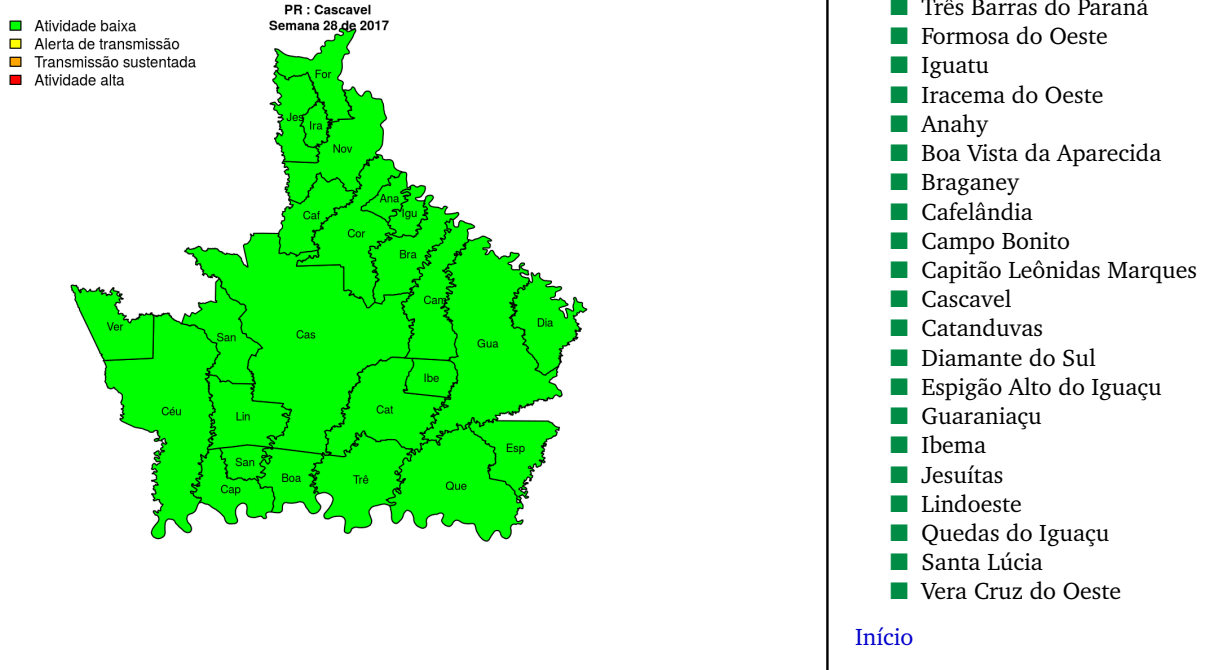 PR : Cascavel
Semana 28 de 2017
Atividade baixa
Alerta de transmissão
Transmissão sustentada
Atividade alta
For
Jes
Ira
Nov
Ana
Igu
Caf
Cor
Bra
Cam
Ver
San
Cas
Dia
Gua
Ibe
Céu
Lin
Cat
San
Esp
Cap
Boa
Trê
Que
Três Barras do Paraná
Formosa do Oeste
Iguatu
Iracema do Oeste
Anahy
Boa Vista da Aparecida
Braganey
Cafelândia
Campo Bonito
Capitão Leônidas Marques
Cascavel
Catanduvas
Diamante do Sul
Espigão Alto do Iguaçu
Guaraniaçu
Ibema
Jesuítas
Lindoeste
Quedas do Iguaçu
Santa Lúcia
Vera Cruz do Oeste
Início